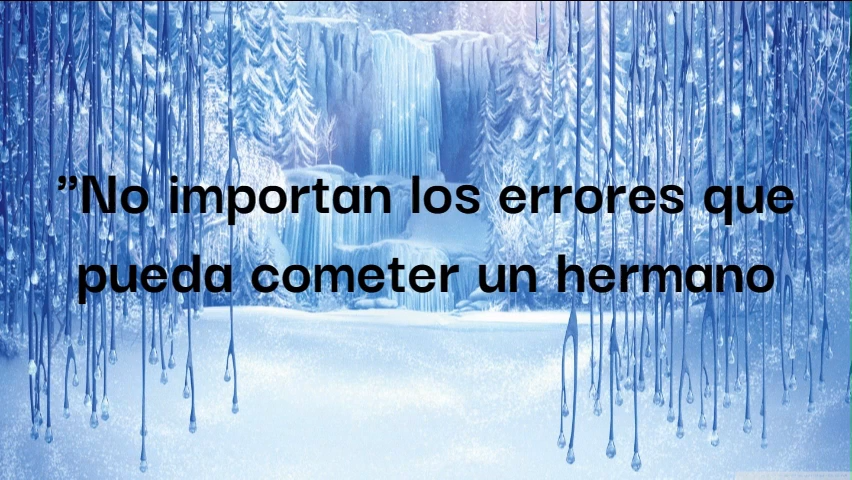 "No importan los errores que
pueda cometer un hermano